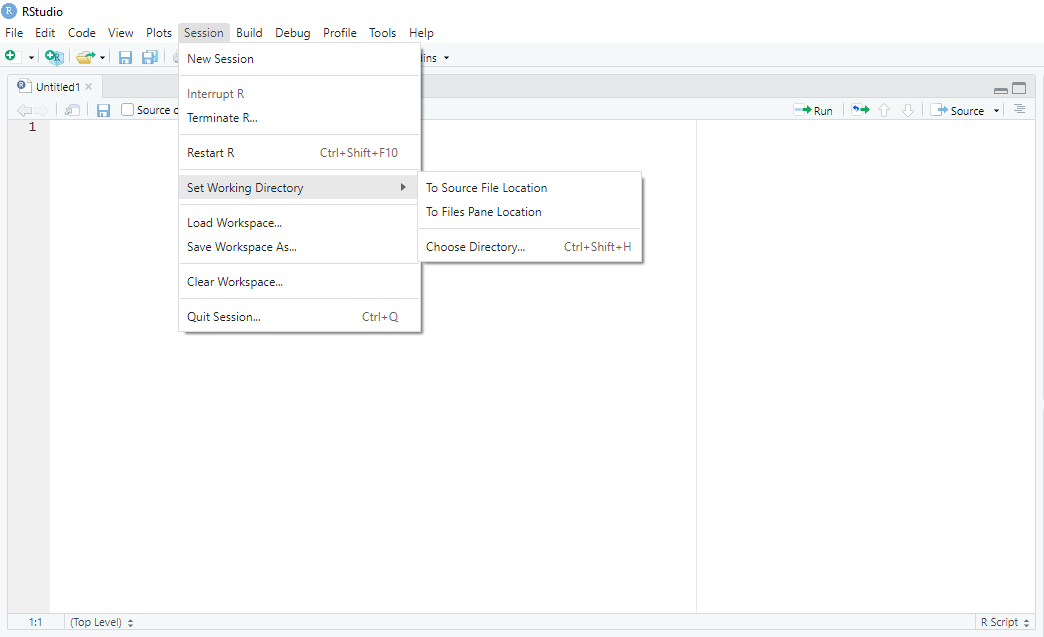 RStudio
File Edit Code View Plots Session Build Debug Profile Tools Help
New Session
Interrupt R
Terminate R...
Restart R Ctrl+Shift+F10
Set Working Directory
To Source File Location
To Files Pane Location
Choose Directory... Ctrl+Shift+H
Load Workspace...
Save Workspace As...
Clear Workspace...
Quit Session... Ctrl+Q
Untitled1
Source
Run
Source
1
1:1
(Top Level)
R Script